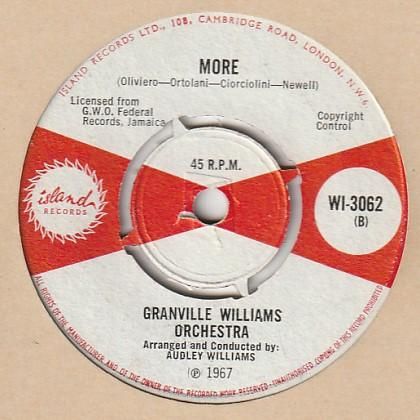 ISLAND RECORDS LTD., 108, CAMBRIDGE ROAD, LONDON, N.W.6
MORE
(Oliviero—Ortolani—Ciorciolini—Newell)
Licensed from
G.W.O. Federal
Records, Jamaica
Copyright
Control
45 R.P.M.
island
RECORDS
WI-3062
(B)
GRANVILLE WILLIAMS
ORCHESTRA
Arranged and Conducted by:
AUDLEY WILLIAMS
℗ 1967
ALL RIGHTS OF THE MANUFACTURER AND OF THE OWNER OF THE RECORDED WORK RESERVED—UNAUTHORISED COPYING OF THIS RECORD PROHIBITED